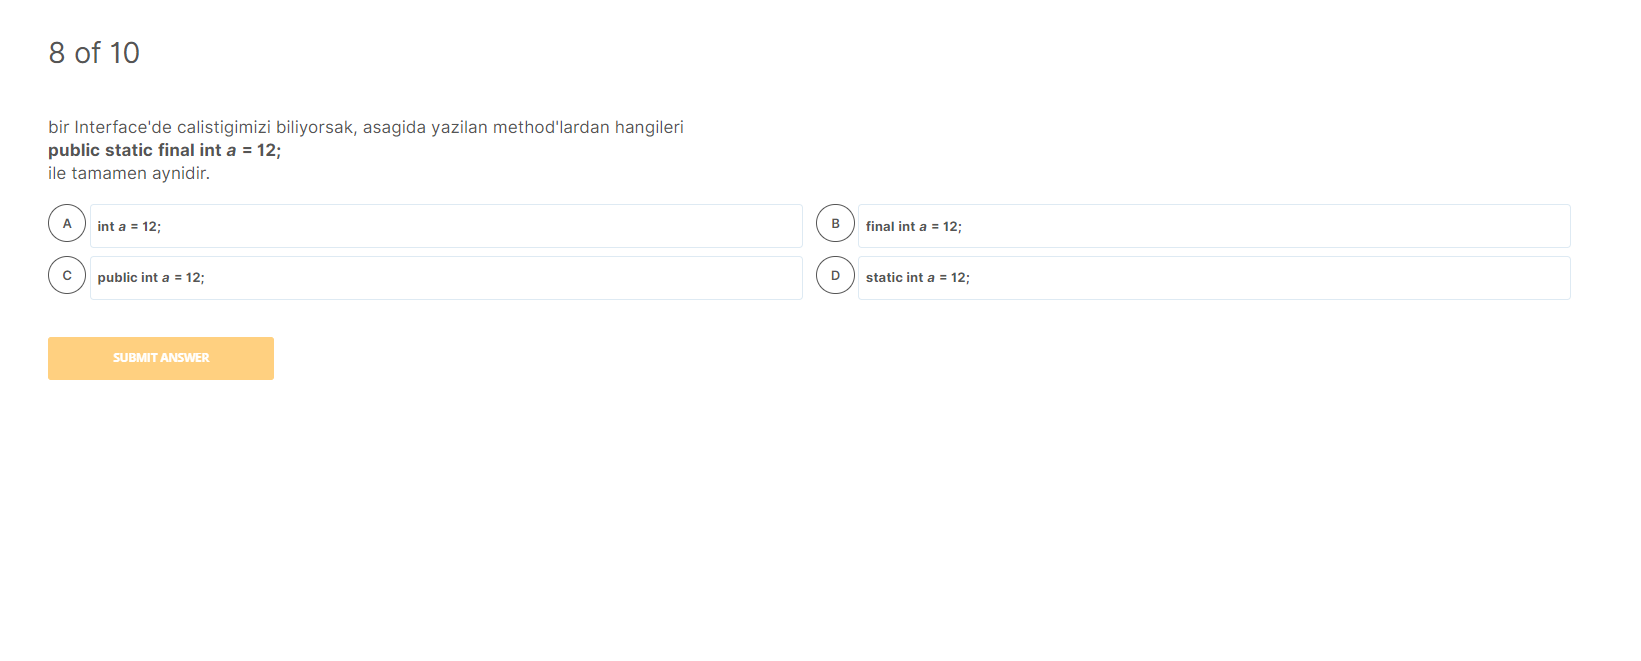 8 of 10
bir Interface'de calistigimizi biliyorsak, asagida yazilan method'lardan hangileri
public static final int a = 12;
ile tamamen aynidir.
A int a = 12;
B final int a = 12;
C public int a = 12;
D static int a = 12;
SUBMIT ANSWER